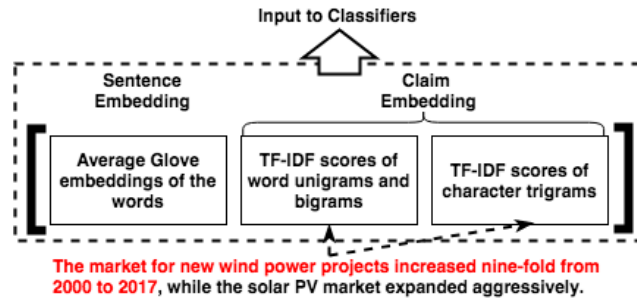 Input to Classifiers
Sentence
Embedding
Claim
Embedding
Average Glove
embeddings of the
words
TF-IDF scores of
word unigrams and
bigrams
TF-IDF scores of
character trigrams
The market for new wind power projects increased nine-fold from
2000 to 2017, while the solar PV market expanded aggressively.